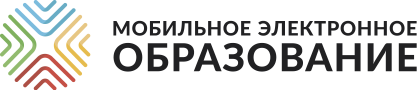 МОБИЛЬНОЕ ЭЛЕКТРОННОЕ
ОБРАЗОВАНИЕ